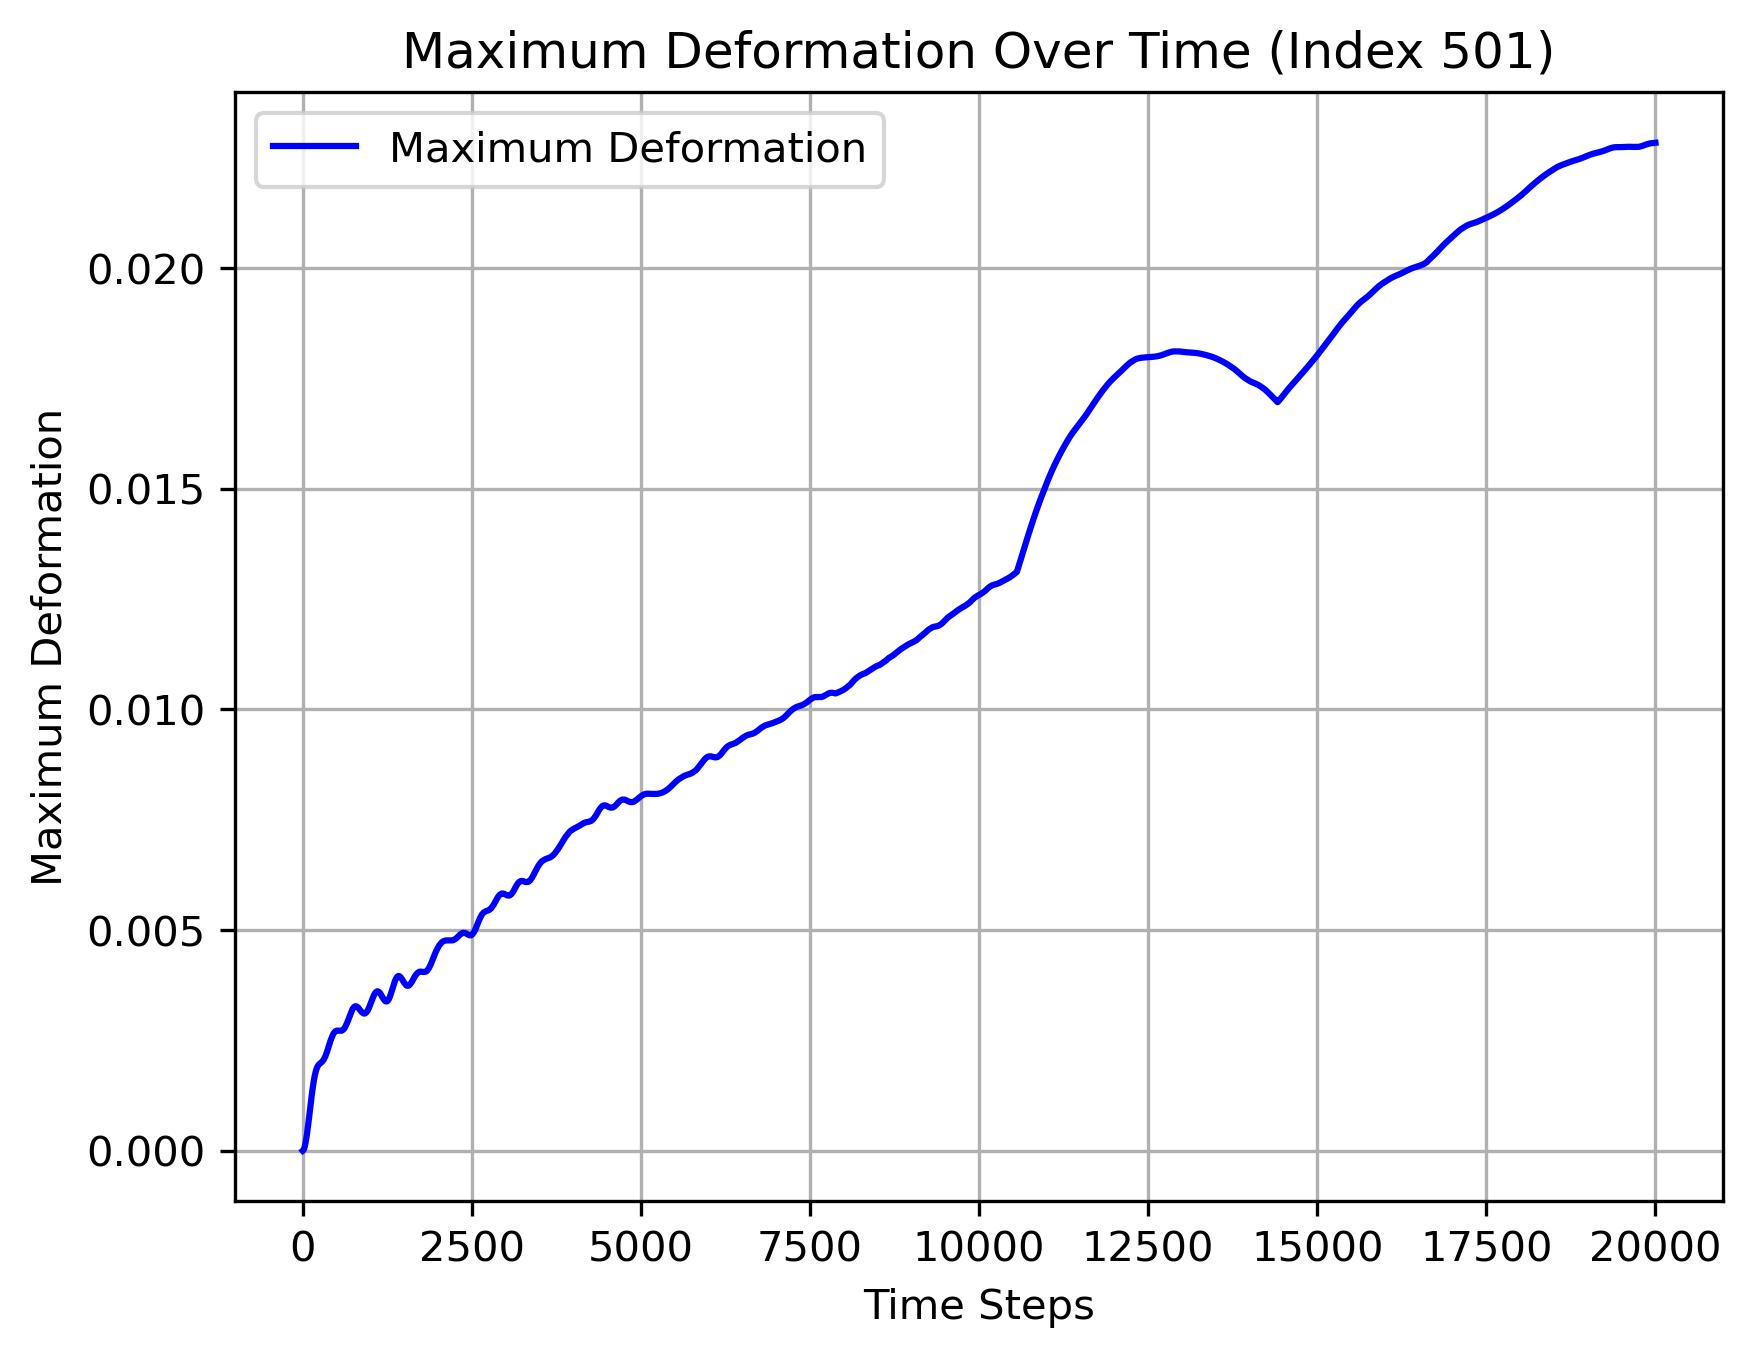 Maximum Deformation Over Time (Index 501)
Maximum Deformation
Maximum Deformation
0.020
0.015
0.010
0.005
0.000
0 2500 5000 7500 10000 12500 15000 17500 20000
Time Steps